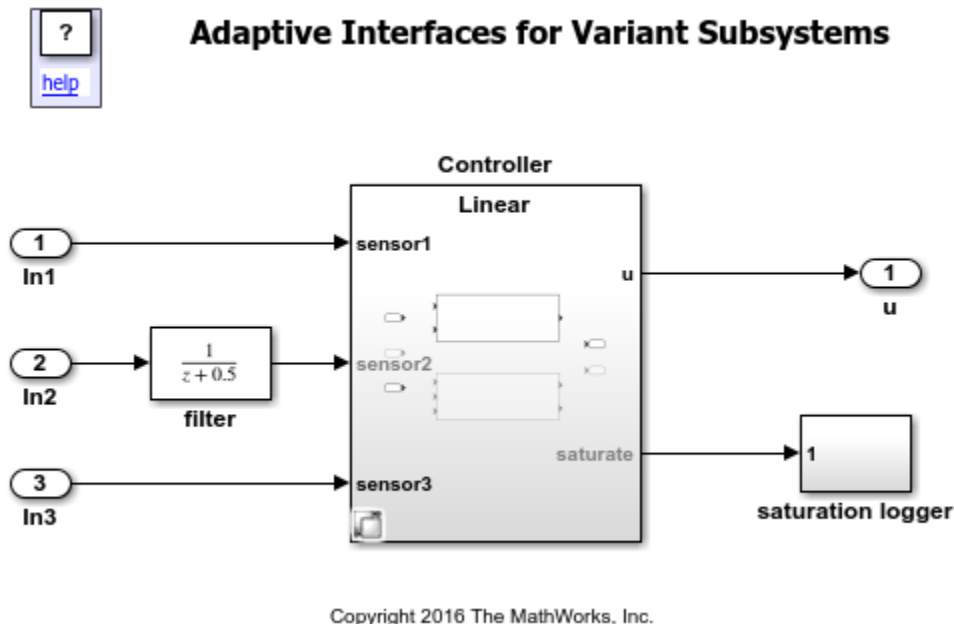 ?
help
Adaptive Interfaces for Variant Subsystems
Controller
Linear
1
In1
sensor1
u
1
u
2
In2
1
z + 0.5
filter
sensor2
saturate
1
saturation logger
3
In3
sensor3
Copyright 2016 The MathWorks, Inc.